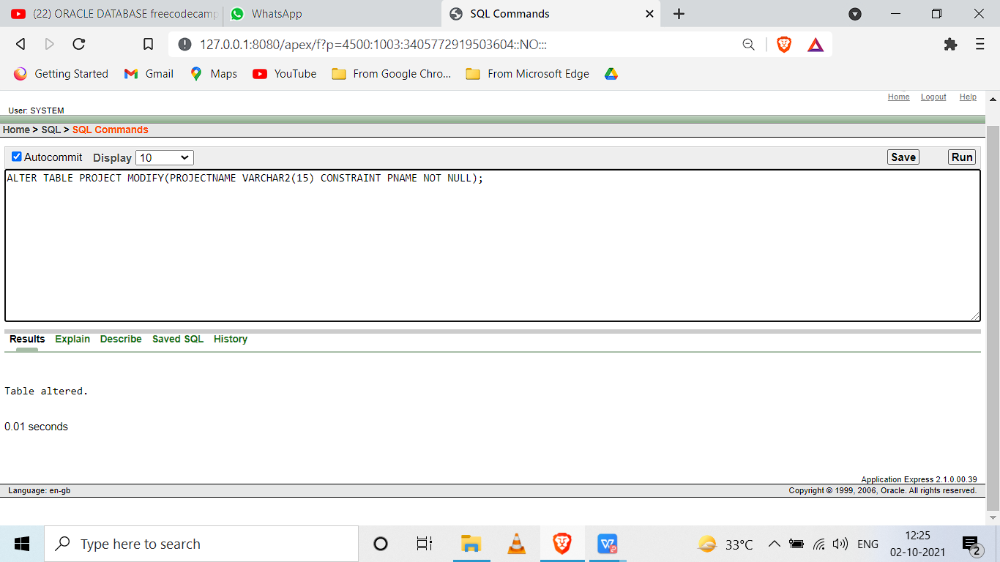 (22) ORACLE DATABASE freecodecamp
WhatsApp
SQL Commands
127.0.0.1:8080/apex/f?p=4500:1003:3405772919503604::NO:::
Getting Started
Gmail
Maps
YouTube
From Google Chro...
From Microsoft Edge
Home Logout Help
User: SYSTEM
Home > SQL > SQL Commands
Autocommit Display 10 Save Run
ALTER TABLE PROJECT MODIFY(PROJECTNAME VARCHAR2(15) CONSTRAINT PNAME NOT NULL);
Results Explain Describe Saved SQL History
Table altered.
0.01 seconds
Application Express 2.1.0.00.39
Language: en-gb
Copyright © 1999, 2006, Oracle. All rights reserved.
Type here to search
33°C
ENG
12:25
02-10-2021
2